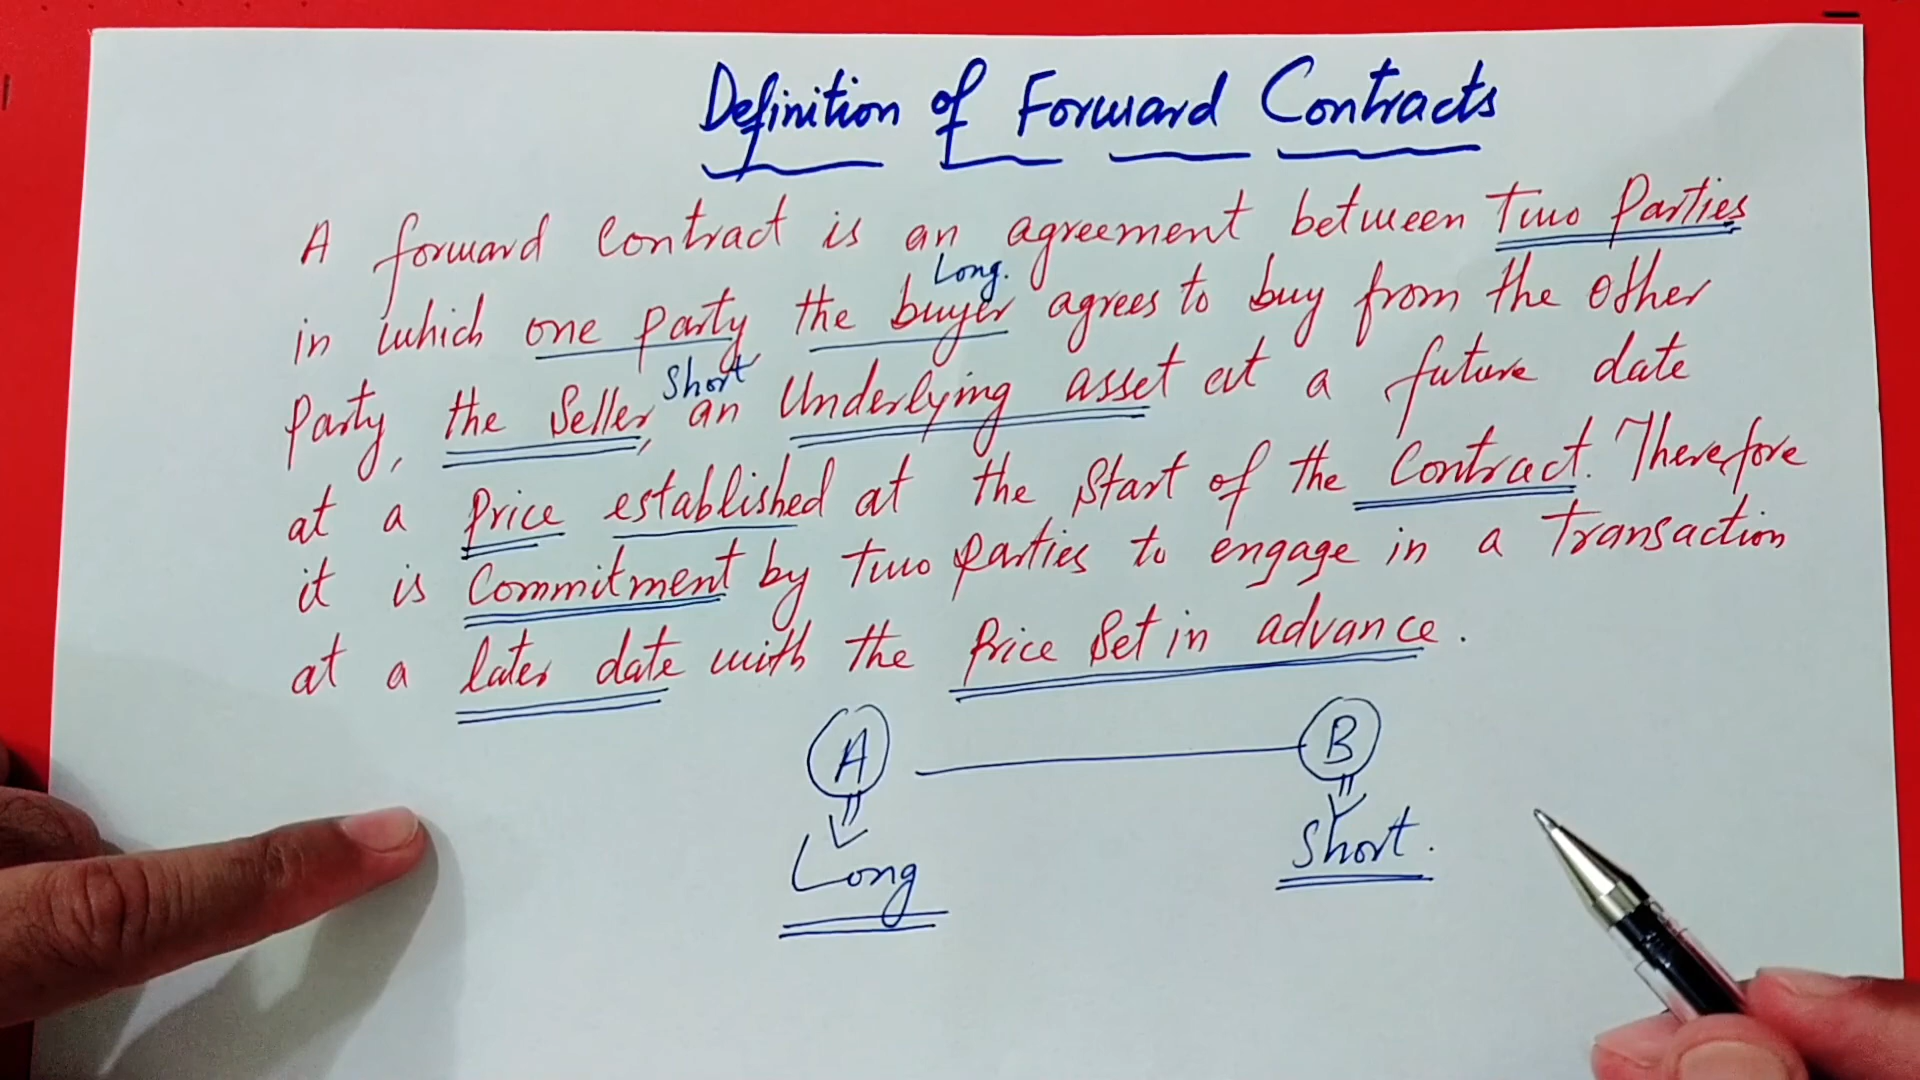 Definition of Forward Contracts
A forward Contract is an agreement between Two Parties
Long.
in which one party the buyer agrees to buy from the other
Short
Party, the Seller, an Underlying asset at a future date
at a Price established at the Start of the Contract. Therefore
it is Commitment by Two parties to engage in a Transaction
at a later date with the Price Set in advance.
A B
Long Short.